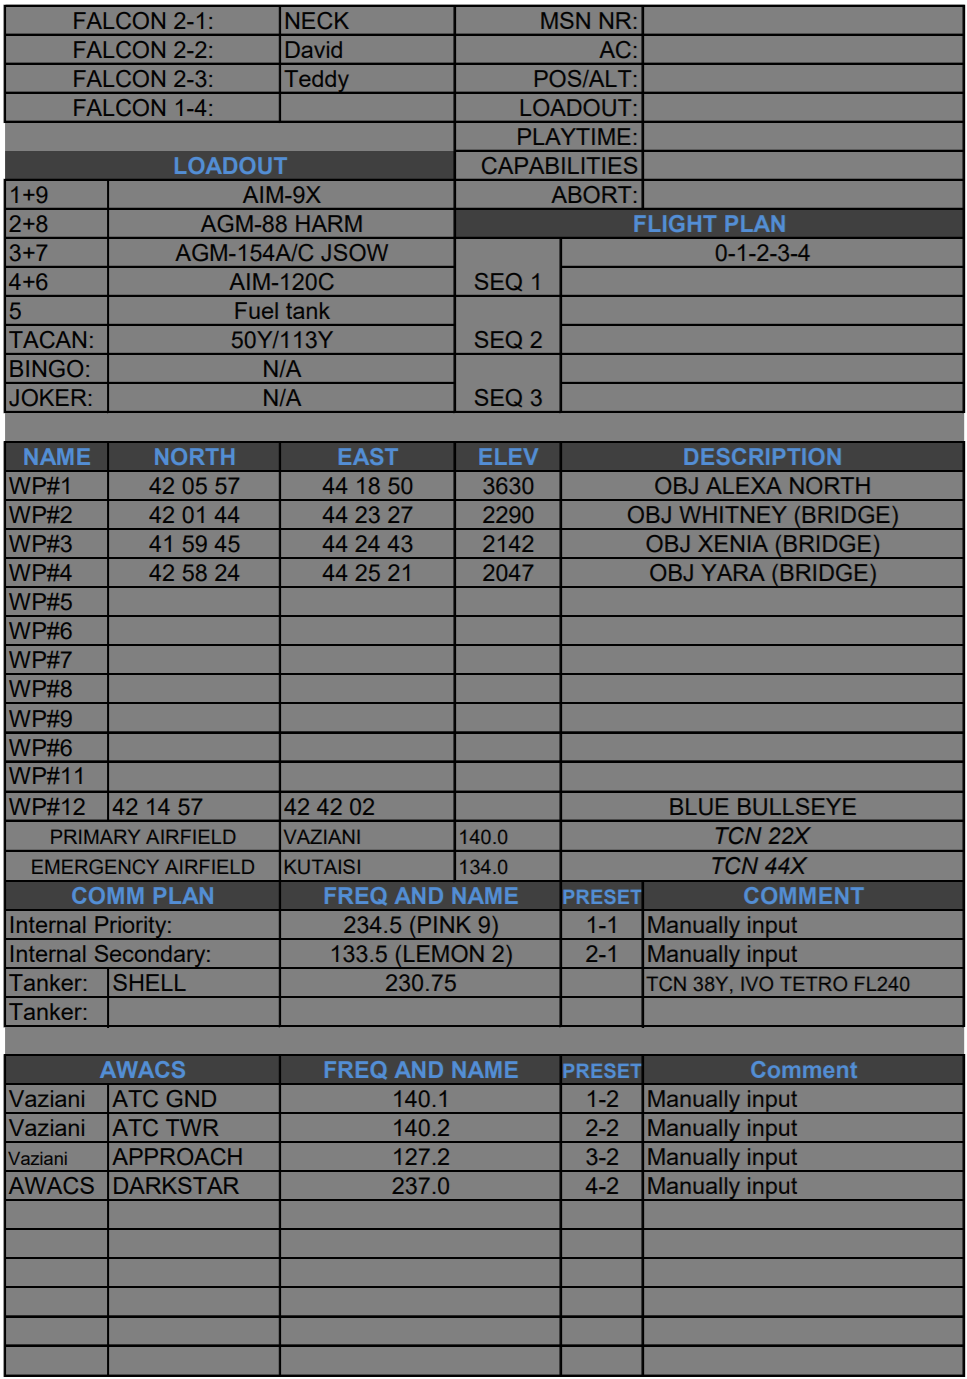 FALCON 2-1: NECK MSN NR:
FALCON 2-2: David AC:
FALCON 2-3: Teddy POS/ALT:
FALCON 1-4: LOADOUT:
PLAYTIME:
LOADOUT CAPABILITIES
1+9 AIM-9X ABORT:
2+8 AGM-88 HARM FLIGHT PLAN
3+7 AGM-154A/C JSOW 0-1-2-3-4
4+6 AIM-120C SEQ 1
5 Fuel tank
TACAN: 50Y/113Y SEQ 2
BINGO: N/A
JOKER: N/A SEQ 3
NAME NORTH EAST ELEV DESCRIPTION
WP#1 42 05 57 44 18 50 3630 OBJ ALEXA NORTH
WP#2 42 01 44 44 23 27 2290 OBJ WHITNEY (BRIDGE)
WP#3 41 59 45 44 24 43 2142 OBJ XENIA (BRIDGE)
WP#4 42 58 24 44 25 21 2047 OBJ YARA (BRIDGE)
WP#5
WP#6
WP#7
WP#8
WP#9
WP#6
WP#11
WP#12 42 14 57 42 42 02 BLUE BULLSEYE
PRIMARY AIRFIELD VAZIANI 140.0 TCN 22X
EMERGENCY AIRFIELD KUTAISI 134.0 TCN 44X
COMM PLAN FREQ AND NAME PRESET COMMENT
Internal Priority: 234.5 (PINK 9) 1-1 Manually input
Internal Secondary: 133.5 (LEMON 2) 2-1 Manually input
Tanker: SHELL 230.75 TCN 38Y, IVO TETRO FL240
Tanker:
AWACS FREQ AND NAME PRESET Comment
Vaziani ATC GND 140.1 1-2 Manually input
Vaziani ATC TWR 140.2 2-2 Manually input
Vaziani APPROACH 127.2 3-2 Manually input
AWACS DARKSTAR 237.0 4-2 Manually input